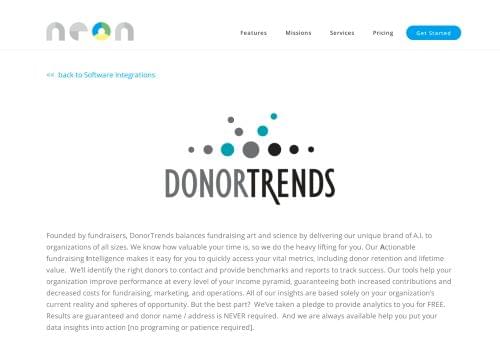 neon
Features Missions Services Pricing Get Started
<< back to Software Integrations
DONORTRENDS
Founded by fundraisers, DonorTrends balances fundraising art and science by delivering our unique brand of A.I. to
organizations of all sizes. We know how valuable your time is, so we do the heavy lifting for you. Our Actionable
fundraising Intelligence makes it easy for you to quickly access your vital metrics, including donor retention and lifetime
value. We'll identify the right donors to contact and provide benchmarks and reports to track success. Our tools help your
organization improve performance at every level of your income pyramid, guaranteeing both increased contributions and
decreased costs for fundraising, marketing, and operations. All of our insights are based solely on your organization's
current reality and spheres of opportunity. But the best part? We've taken a pledge to provide analytics to you for FREE.
Results are guaranteed and donor name / address is NEVER required. And we are always available help you put your
data insights into action [no programing or patience required].